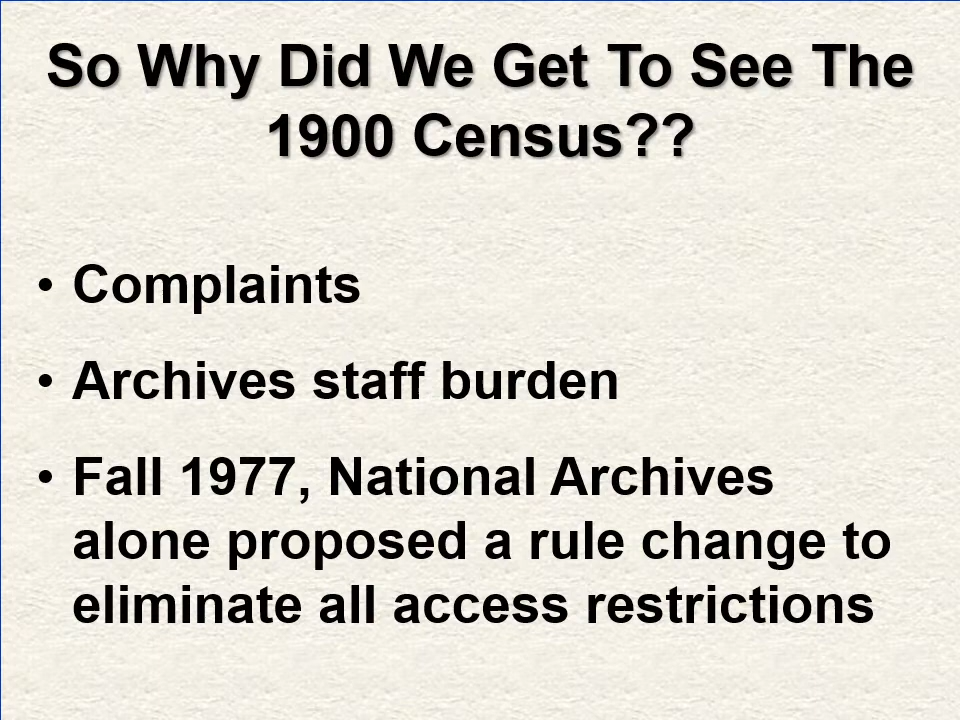 So Why Did We Get To See The
1900 Census??
• Complaints
• Archives staff burden
• Fall 1977, National Archives
alone proposed a rule change to
eliminate all access restrictions